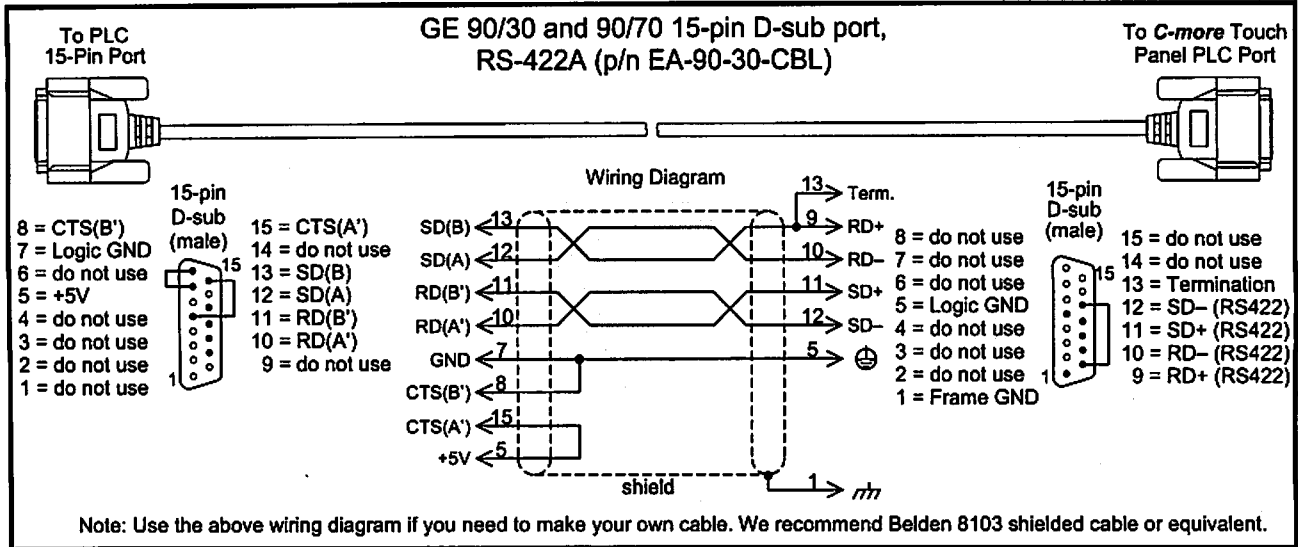 GE 90/30 and 90/70 15-pin D-sub port,
RS-422A (p/n EA-90-30-CBL)
To PLC
15-Pin Port
To C-more Touch
Panel PLC Port
Wiring Diagram
15-pin
D-sub
(male)
8 = CTS(B')
7 = Logic GND
6 = do not use
5 = +5V
4 = do not use
3 = do not use
2 = do not use
1 = do not use
15
1
15 = CTS(A')
14 = do not use
13 = SD(B)
12 = SD(A)
11 = RD(B')
10 = RD(A')
9 = do not use
13 Term.
SD(B) 13 9 RD+
SD(A) 12 10 RD–
RD(B') 11 11 SD+
RD(A') 10 12 SD–
GND 7 5
CTS(B') 8
CTS(A') 15
+5V 5
shield
1
8 = do not use
7 = do not use
6 = do not use
5 = Logic GND
4 = do not use
3 = do not use
2 = do not use
1 = Frame GND
15-pin
D-sub
(male)
15
1
15 = do not use
14 = do not use
13 = Termination
12 = SD– (RS422)
11 = SD+ (RS422)
10 = RD– (RS422)
9 = RD+ (RS422)
Note: Use the above wiring diagram if you need to make your own cable. We recommend Belden 8103 shielded cable or equivalent.